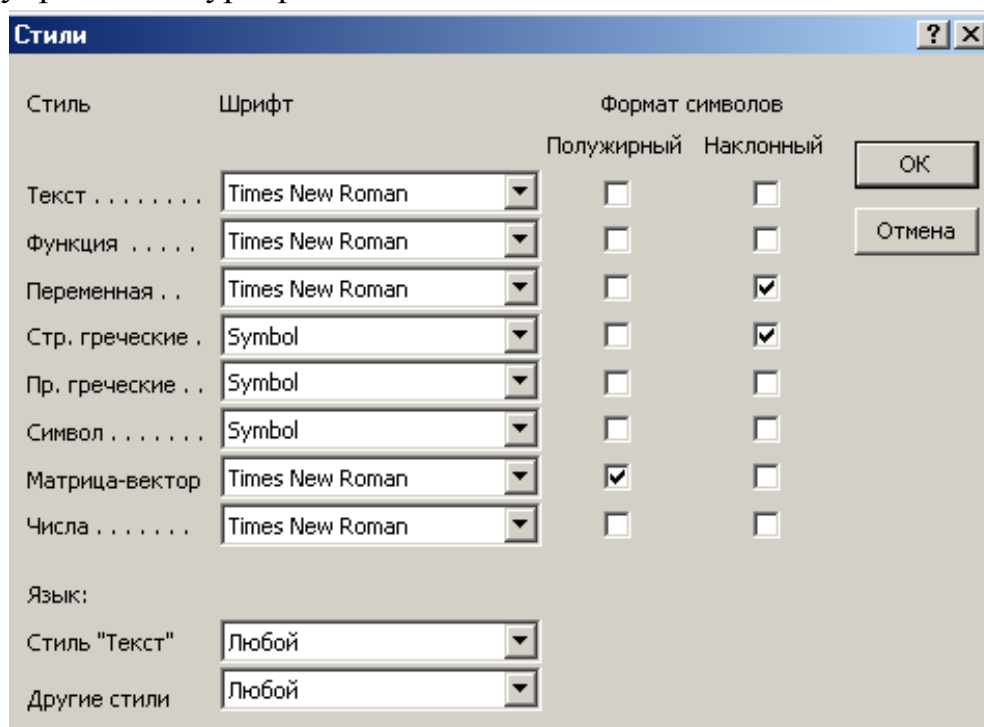 Стили
Стиль Шрифт Формат символов
Полужирный Наклонный
ОК
Текст . . . . . . . . Times New Roman
Функция . . . . . Times New Roman
Отмена
Переменная . . Times New Roman
Стр. греческие . Symbol
Пр. греческие . . Symbol
Символ . . . . . . . Symbol
Матрица-вектор Times New Roman
Числа . . . . . . . Times New Roman
Язык:
Стиль "Текст" Любой
Другие стили Любой